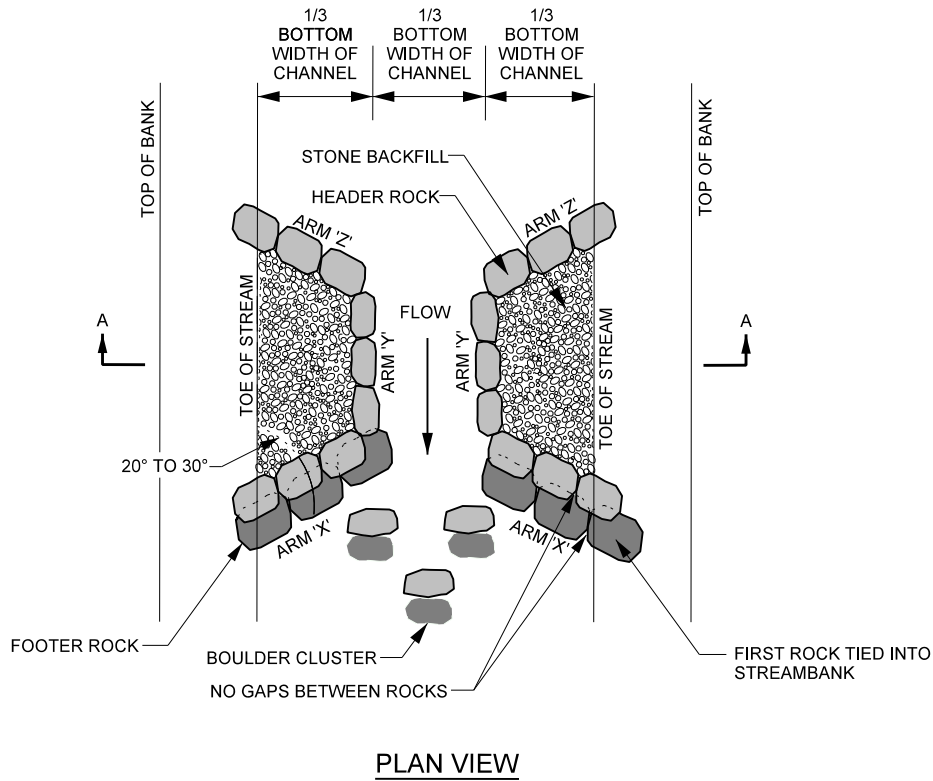 1/3
BOTTOM
WIDTH OF
CHANNEL
1/3
BOTTOM
WIDTH OF
CHANNEL
1/3
BOTTOM
WIDTH OF
CHANNEL
TOP OF BANK
TOP OF BANK
STONE BACKFILL
HEADER ROCK
ARM 'Z'
ARM 'Z'
FLOW
A
A
TOE OF STREAM
ARM 'Y'
ARM 'Y'
TOE OF STREAM
20° TO 30°
ARM 'X'
ARM 'X'
FOOTER ROCK
BOULDER CLUSTER
NO GAPS BETWEEN ROCKS
FIRST ROCK TIED INTO
STREAMBANK
PLAN VIEW